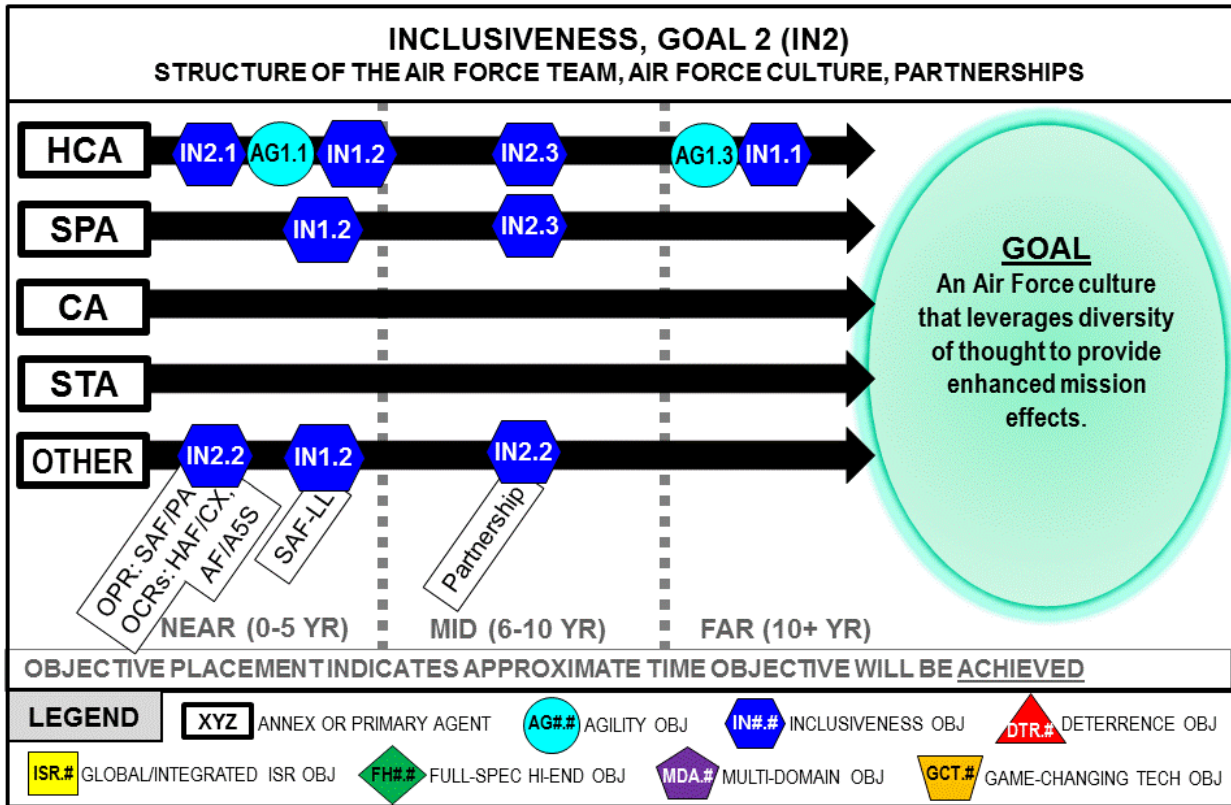 INCLUSIVENESS, GOAL 2 (IN2)
STRUCTURE OF THE AIR FORCE TEAM, AIR FORCE CULTURE, PARTNERSHIPS
HCA
IN2.1
AG1.1
IN1.2
IN2.3
AG1.3
IN1.1
SPA
IN1.2
IN2.3
CA
STA
OTHER
IN2.2
IN1.2
IN2.2
OPR: SAF/PA
OCRs: HAF/CX,
AF/A5S
SAF-LL
Partnership
GOAL
An Air Force culture
that leverages diversity
of thought to provide
enhanced mission
effects.
NEAR (0-5 YR)
MID (6-10 YR)
FAR (10+ YR)
OBJECTIVE PLACEMENT INDICATES APPROXIMATE TIME OBJECTIVE WILL BE ACHIEVED
LEGEND
XYZ
ANNEX OR PRIMARY AGENT
AG#.#
AGILITY OBJ
IN#.#
INCLUSIVENESS OBJ
DTR.#
DETERRENCE OBJ
ISR.#
GLOBAL/INTEGRATED ISR OBJ
FH#.#
FULL-SPEC HI-END OBJ
MDA.#
MULTI-DOMAIN OBJ
GCT.#
GAME-CHANGING TECH OBJ